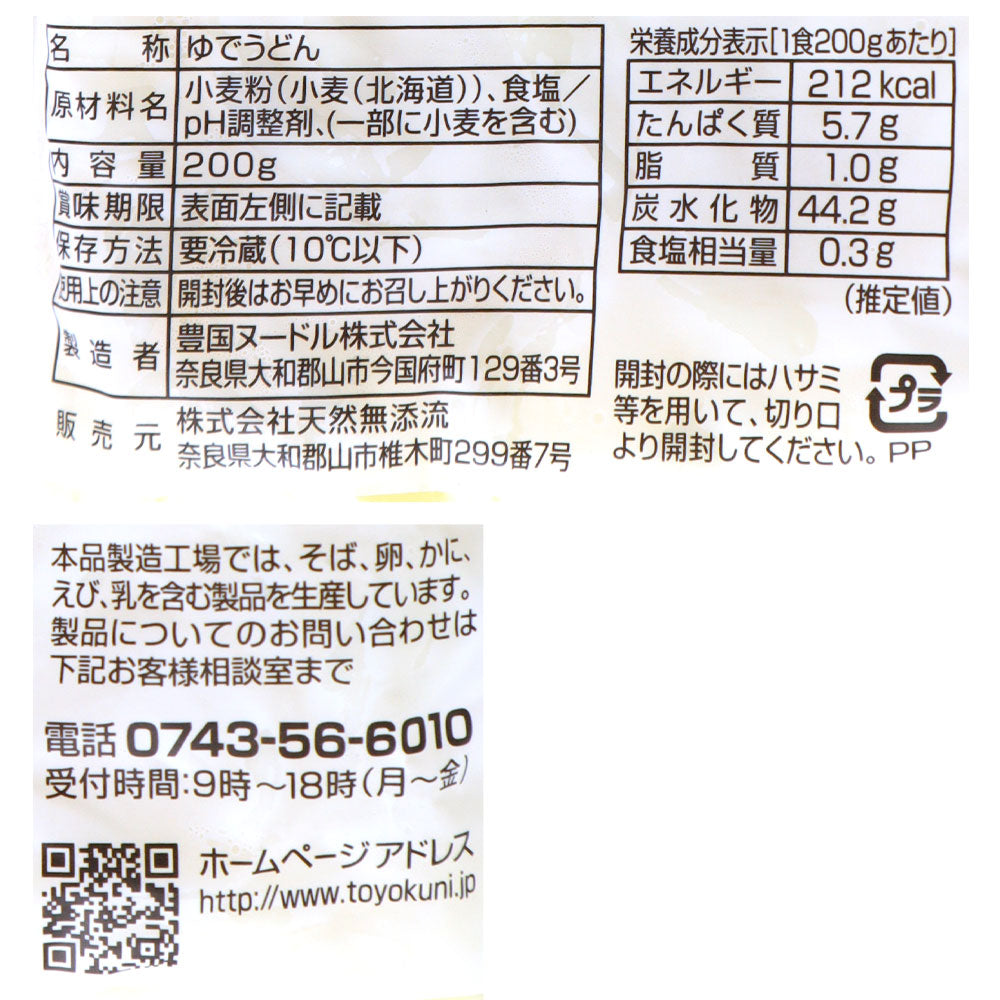 名称 ゆでうどん
原材料名 小麦粉(小麦(北海道))、食塩／
pH調整剤、(一部に小麦を含む)
内容量 200g
賞味期限 表面左側に記載
保存方法 要冷蔵(10℃以下)
使用上の注意 開封後はお早めにお召し上がりください。
製造者 豊国ヌードル株式会社
奈良県大和郡山市今国府町129番3号
販売元 株式会社天然無添流
奈良県大和郡山市椎木町299番7号
栄養成分表示[1食200gあたり]
エネルギー 212kcal
たんぱく質 5.7g
脂質 1.0g
炭水化物 44.2g
食塩相当量 0.3g
(推定値)
開封の際にはハサミ
等を用いて、切り口
より開封してください。
プラ
PP
本品製造工場では、そば、卵、かに、
えび、乳を含む製品を生産しています。
製品についてのお問い合わせは
下記お客様相談室まで
電話 0743-56-6010
受付時間:9時～18時(月～金)
ホームページアドレス
http://www.toyokuni.jp